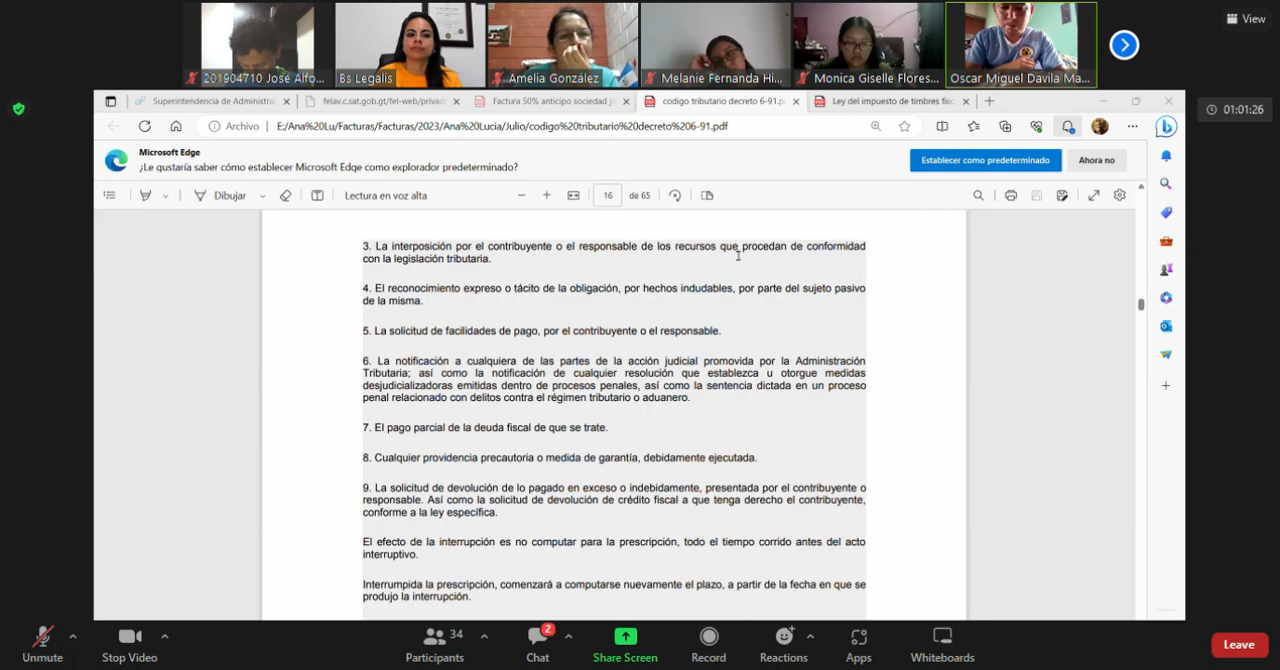 View
201904710 José Alfo...
Bs Legalis
Amelia González
Melanie Fernanda Hi...
Monica Giselle Flores...
Oscar Miguel Davila Ma...
Superintendencia de Administra
felav.c.sat.gob.gt/fel-web/privad
Factura 50% anticipo sociedad jo
codigo tributario decreto 6-91.p
Ley del impuesto de timbres fisc
01:01:26
Archivo
E:/Ana%20Lu/Facturas/Facturas/2023/Ana%20Lucia/Julio/codigo%20tributario%20decreto%206-91.pdf
Microsoft Edge
¿Le gustaría saber cómo establecer Microsoft Edge como explorador predeterminado?
Establecer como predeterminado
Ahora no
Dibujar
Lectura en voz alta
16
de 65
3. La interposición por el contribuyente o el responsable de los recursos que procedan de conformidad
con la legislación tributaria.
4. El reconocimiento expreso o tácito de la obligación, por hechos indudables, por parte del sujeto pasivo
de la misma.
5. La solicitud de facilidades de pago, por el contribuyente o el responsable.
6. La notificación a cualquiera de las partes de la acción judicial promovida por la Administración
Tributaria; así como la notificación de cualquier resolución que establezca u otorgue medidas
desjudicializadoras emitidas dentro de procesos penales, así como la sentencia dictada en un proceso
penal relacionado con delitos contra el régimen tributario o aduanero.
7. El pago parcial de la deuda fiscal de que se trate.
8. Cualquier providencia precautoria o medida de garantía, debidamente ejecutada.
9. La solicitud de devolución de lo pagado en exceso o indebidamente, presentada por el contribuyente o
responsable. Así como la solicitud de devolución de crédito fiscal a que tenga derecho el contribuyente,
conforme a la ley específica.
El efecto de la interrupción es no computar para la prescripción, todo el tiempo corrido antes del acto
interruptivo.
Interrumpida la prescripción, comenzará a computarse nuevamente el plazo, a partir de la fecha en que se
produjo la interrupción.
Unmute
Stop Video
34
Participants
2
Chat
Share Screen
Record
Reactions
Apps
Whiteboards
Leave